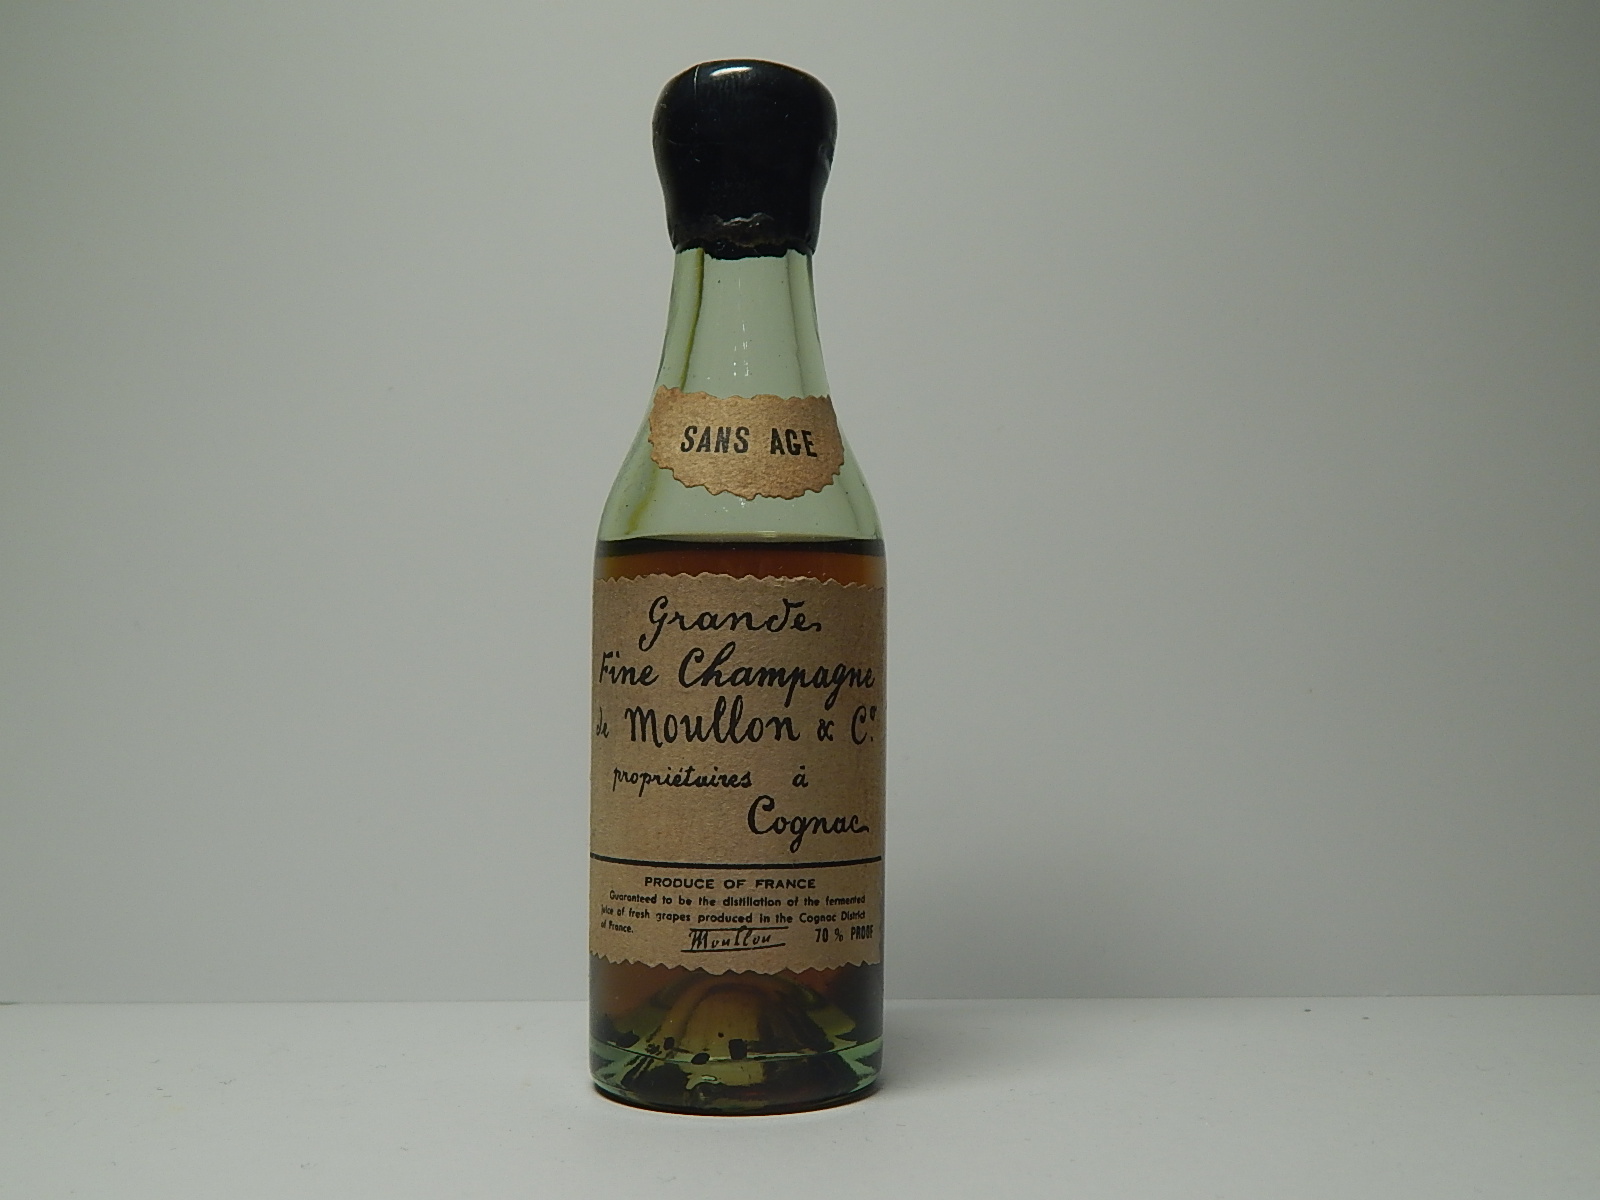 SANS AGE
Grande
Fine Champagne
de Moullon & Cº.
propriétaires à
Cognac
PRODUCE OF FRANCE
Guaranteed to be the distillation of the fermented
juice of fresh grapes produced in the Cognac District
of France.
Moullon 70 % PROOF